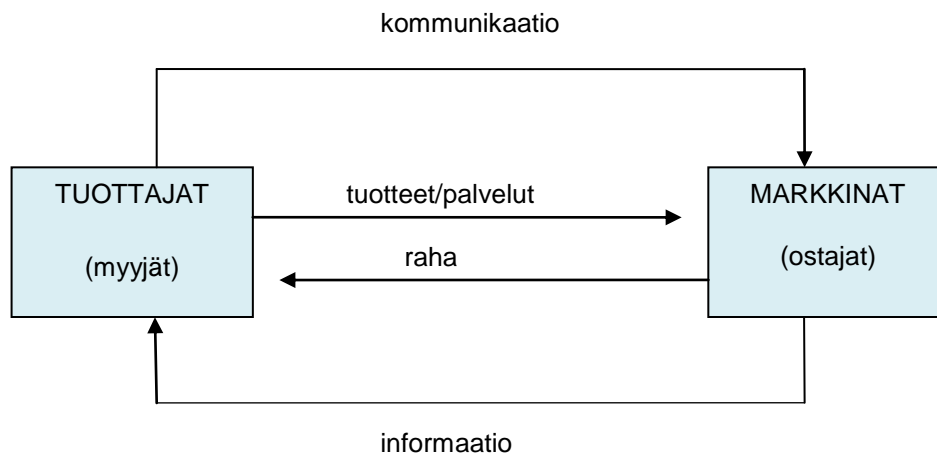 kommunikaatio
TUOTTAJAT
(myyjät)
tuotteet/palvelut
raha
MARKKINAT
(ostajat)
informaatio